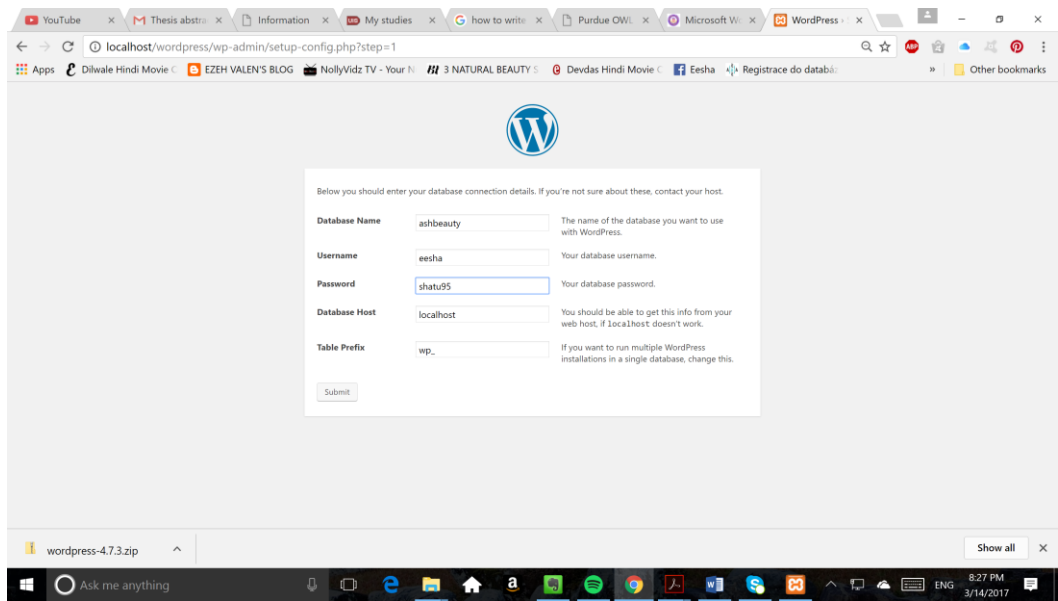 YouTube
M Thesis abstra
Information
My studies
G how to write
Purdue OWL
Microsoft W
WordPress ›
localhost/wordpress/wp-admin/setup-config.php?step=1
ABP
Apps
Dilwale Hindi Movie
EZEH VALEN'S BLOG
NollyVidz TV - Your N
3 NATURAL BEAUTY S
Devdas Hindi Movie
Eesha
Registrace do databáz
»
Other bookmarks
Below you should enter your database connection details. If you're not sure about these, contact your host.
Database Name
ashbeauty
The name of the database you want to use
with WordPress.
Username
eesha
Your database username.
Password
shatu95
Your database password.
Database Host
localhost
You should be able to get this info from your
web host, if localhost doesn't work.
Table Prefix
wp_
If you want to run multiple WordPress
installations in a single database, change this.
Submit
wordpress-4.7.3.zip
Show all
Ask me anything
ENG
8:27 PM
3/14/2017